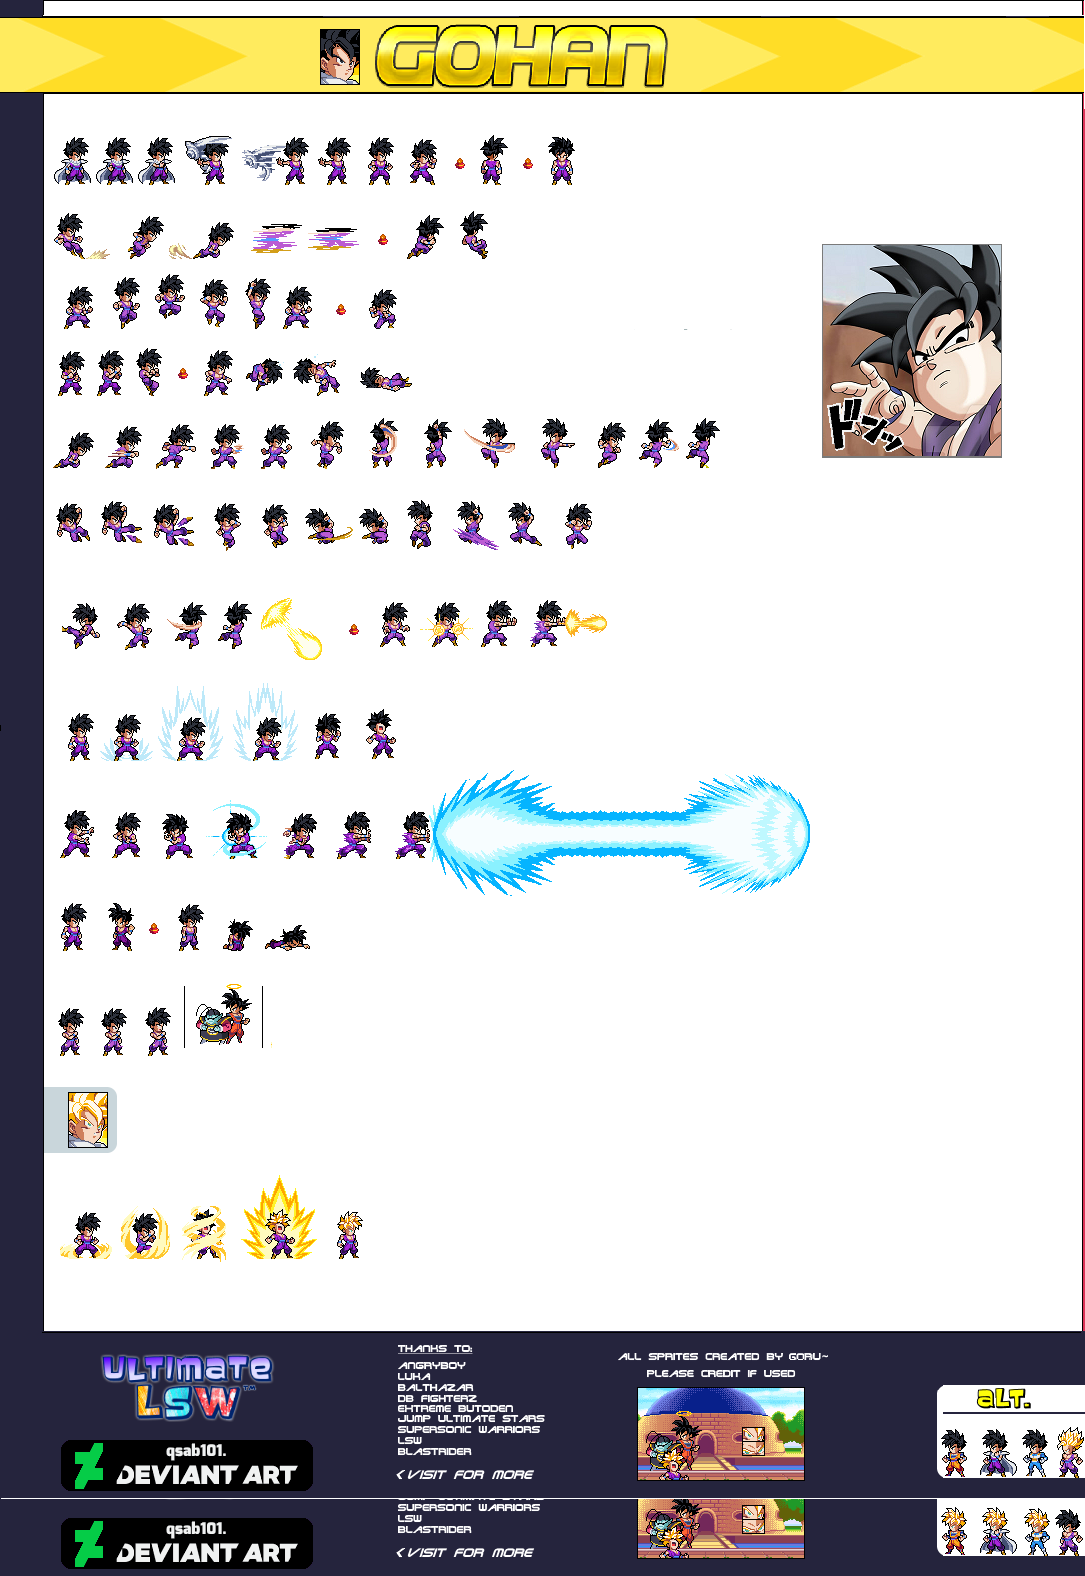 GOHAN
ドンッ
ULTIMATE
LSW™
qsab101.
DEVIANT ART
THANKS TO:
ANGRYBOY
LUKA
BALTHAZAR
DB FIGHTERZ
EXTREME BUTODEN
JUMP ULTIMATE STARS
SUPERSONIC WARRIORS
LSW
BLASTRIDER
< VISIT FOR MORE
ALL SPRITES CREATED BY GORU~
PLEASE CREDIT IF USED
ALT.
SUPERSONIC WARRIORS
LSW
BLASTRIDER
< VISIT FOR MORE
qsab101.
DEVIANT ART